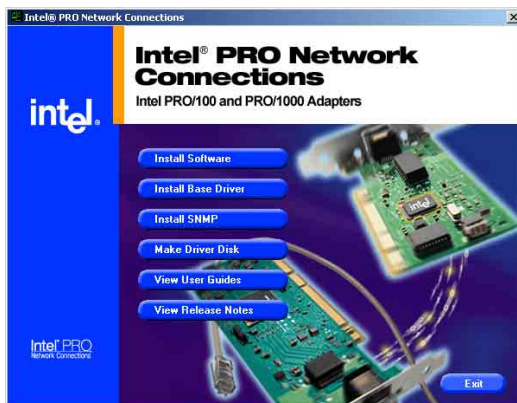 Intel® PRO Network Connections
Intel® PRO Network
Connections
Intel PRO/100 and PRO/1000 Adapters
intel®
Install Software
Install Base Driver
Install SNMP
Make Driver Disk
View User Guides
View Release Notes
intel
Intel® PRO
Network Connections
Exit